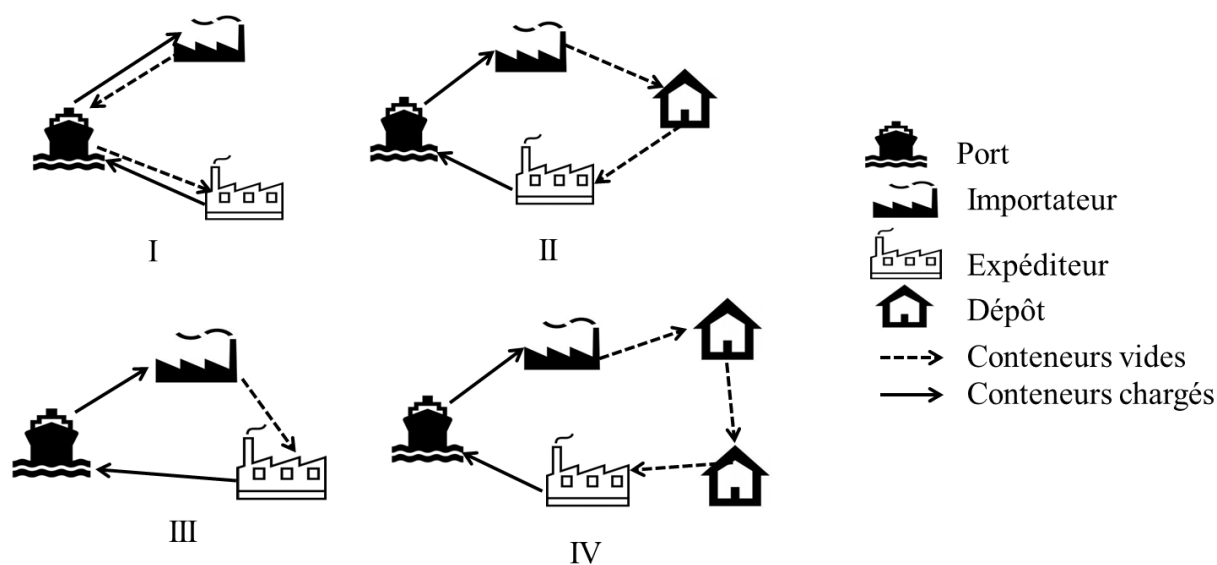 I
II
III
IV
Port
Importateur
Expéditeur
Dépôt
Conteneurs vides
Conteneurs chargés